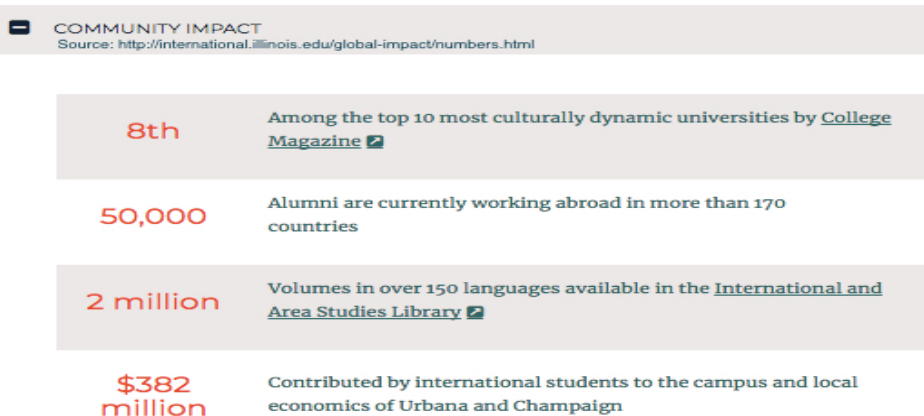 COMMUNITY IMPACT
Source: http://international.illinois.edu/global-impact/numbers.html
8th
Among the top 10 most culturally dynamic universities by College
Magazine
50,000
Alumni are currently working abroad in more than 170
countries
2 million
Volumes in over 150 languages available in the International and
Area Studies Library
$382
million
Contributed by international students to the campus and local
economics of Urbana and Champaign